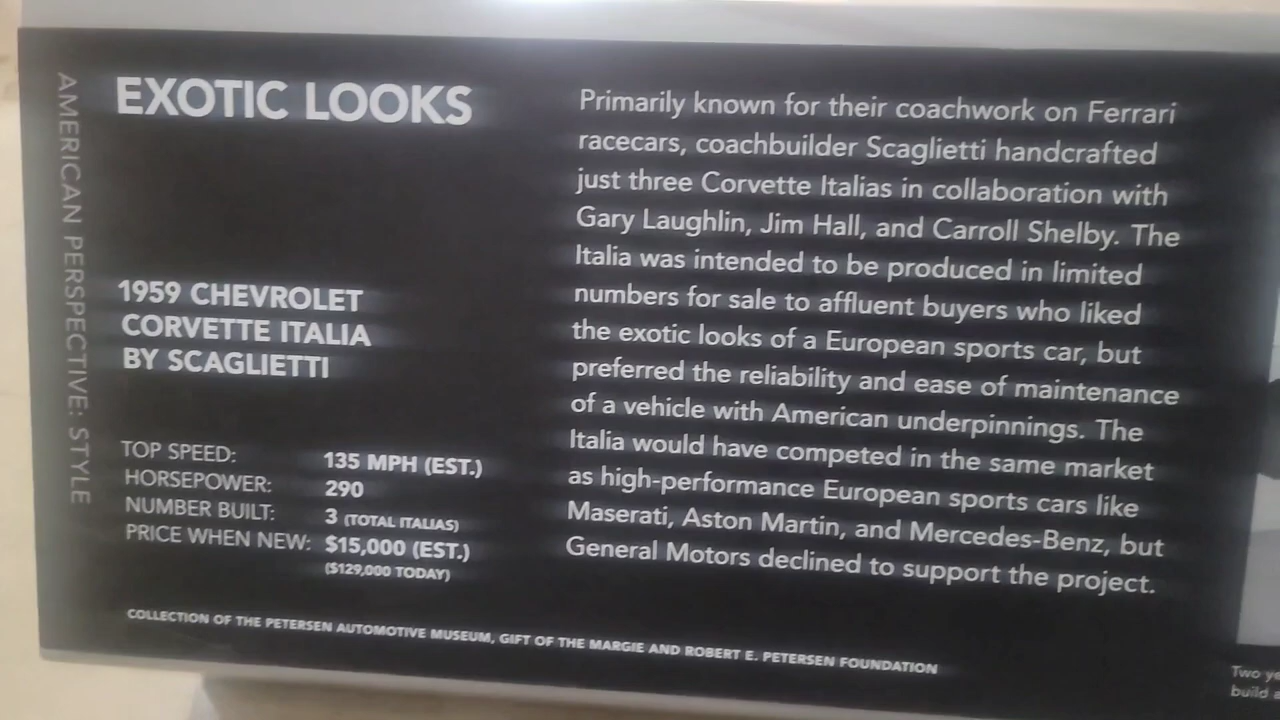 AMERICAN PERSPECTIVE: STYLE
EXOTIC LOOKS
1959 CHEVROLET
CORVETTE ITALIA
BY SCAGLIETTI
TOP SPEED: 135 MPH (EST.)
HORSEPOWER: 290
NUMBER BUILT: 3 (TOTAL ITALIAS)
PRICE WHEN NEW: $15,000 (EST.)
($129,000 TODAY)
Primarily known for their coachwork on Ferrari
racecars, coachbuilder Scaglietti handcrafted
just three Corvette Italias in collaboration with
Gary Laughlin, Jim Hall, and Carroll Shelby. The
Italia was intended to be produced in limited
numbers for sale to affluent buyers who liked
the exotic looks of a European sports car, but
preferred the reliability and ease of maintenance
of a vehicle with American underpinnings. The
Italia would have competed in the same market
as high-performance European sports cars like
Maserati, Aston Martin, and Mercedes-Benz, but
General Motors declined to support the project.
COLLECTION OF THE PETERSEN AUTOMOTIVE MUSEUM, GIFT OF THE MARGIE AND ROBERT E. PETERSEN FOUNDATION
Two
build